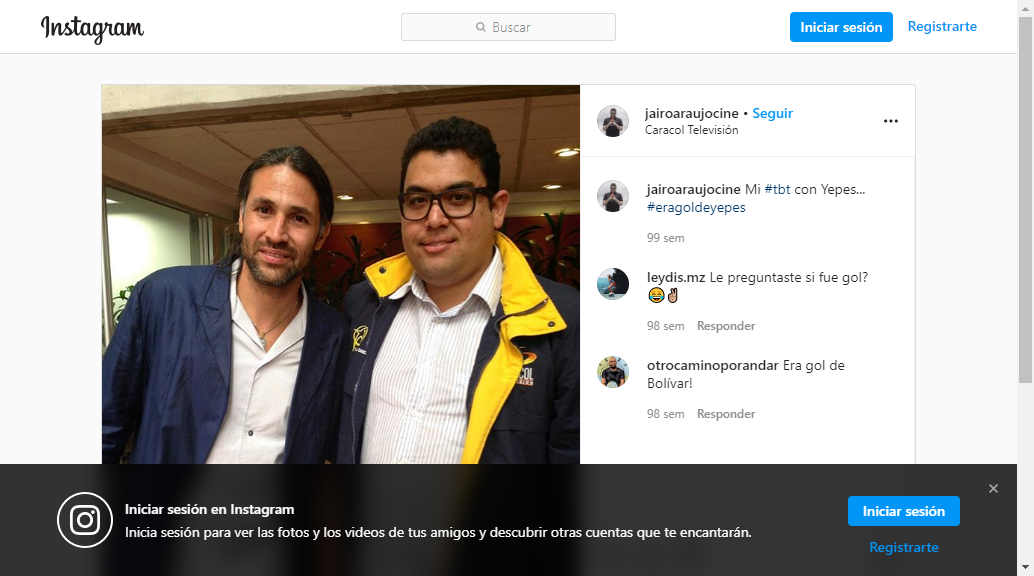 Instagram
Buscar
Iniciar sesión
Registrarte
jairoaraujocine • Seguir
Caracol Televisión
jairoaraujocine Mi #tbt con Yepes...
#eragoldeyepes
99 sem
leydis.mz Le preguntaste si fue gol?
😂✌🏼
98 sem Responder
otrocaminoporandar Era gol de
Bolívar!
98 sem Responder
Iniciar sesión en Instagram
Inicia sesión para ver las fotos y los videos de tus amigos y descubrir otras cuentas que te encantarán.
Iniciar sesión
Registrarte